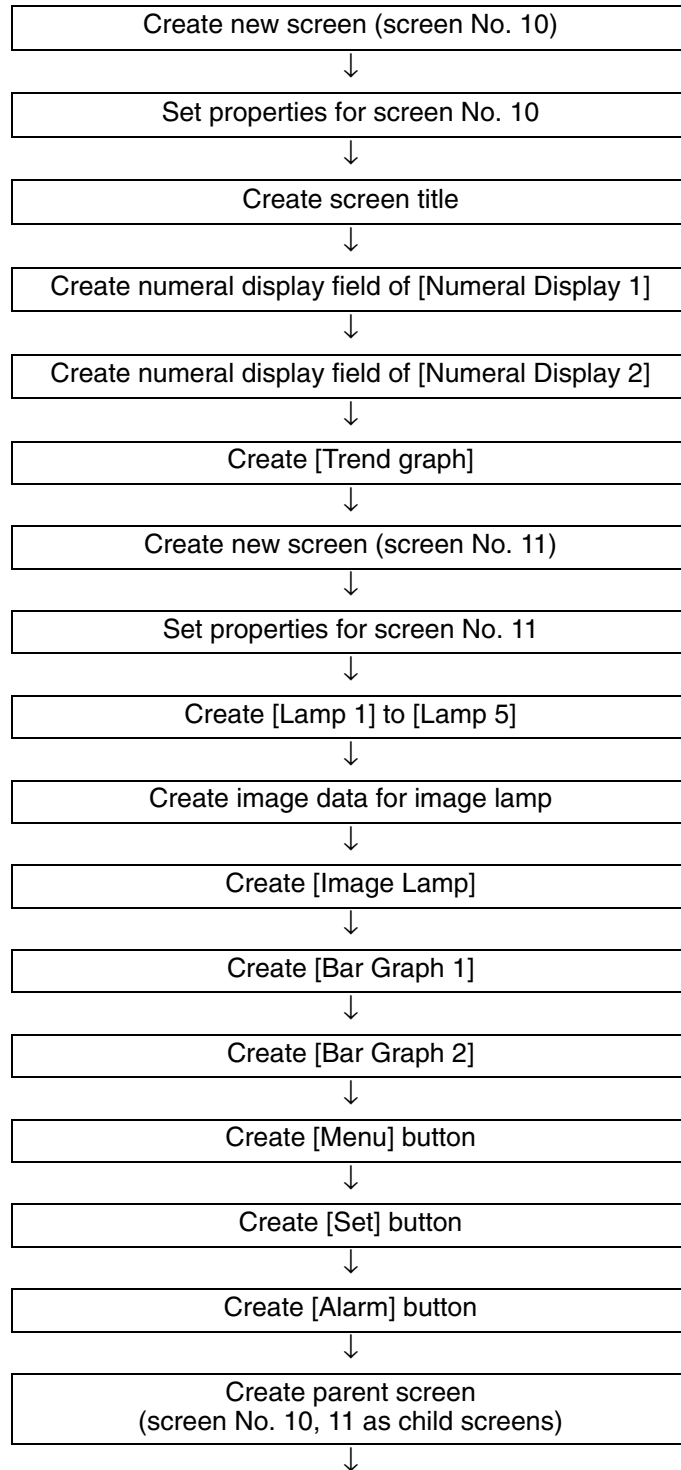 Create new screen (screen No. 10)
↓
Set properties for screen No. 10
↓
Create screen title
↓
Create numeral display field of [Numeral Display 1]
↓
Create numeral display field of [Numeral Display 2]
↓
Create [Trend graph]
↓
Create new screen (screen No. 11)
↓
Set properties for screen No. 11
↓
Create [Lamp 1] to [Lamp 5]
↓
Create image data for image lamp
↓
Create [Image Lamp]
↓
Create [Bar Graph 1]
↓
Create [Bar Graph 2]
↓
Create [Menu] button
↓
Create [Set] button
↓
Create [Alarm] button
↓
Create parent screen
(screen No. 10, 11 as child screens)
↓